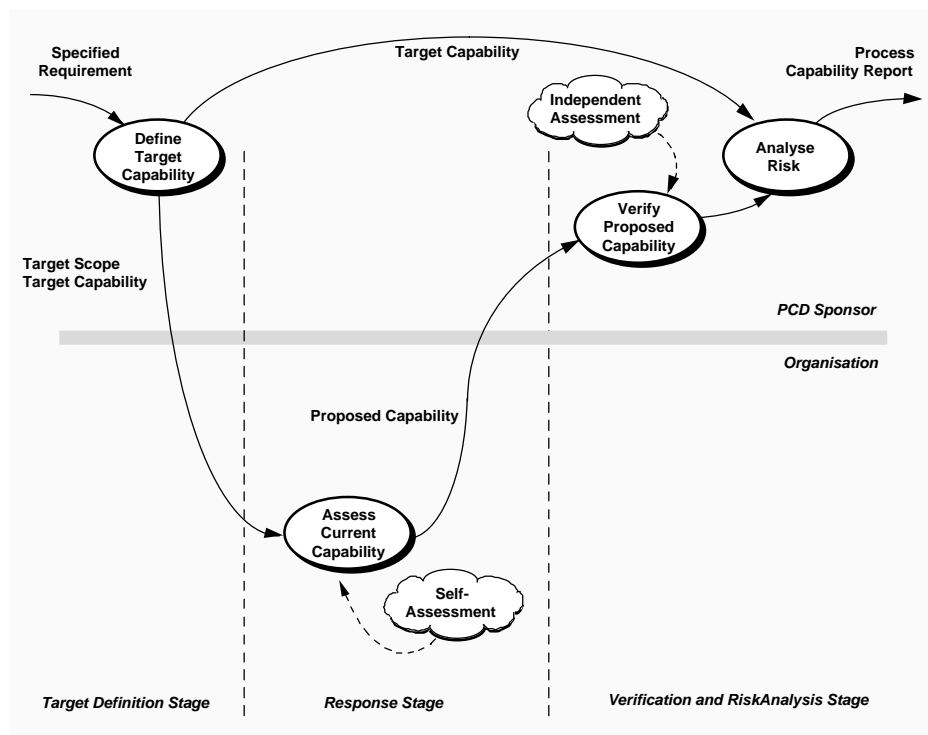 Specified
Requirement
Target Capability
Process
Capability Report
Independent
Assessment
Define
Target
Capability
Analyse
Risk
Verify
Proposed
Capability
Target Scope
Target Capability
PCD Sponsor
Organisation
Proposed Capability
Assess
Current
Capability
Self-
Assessment
Target Definition Stage
Response Stage
Verification and RiskAnalysis Stage